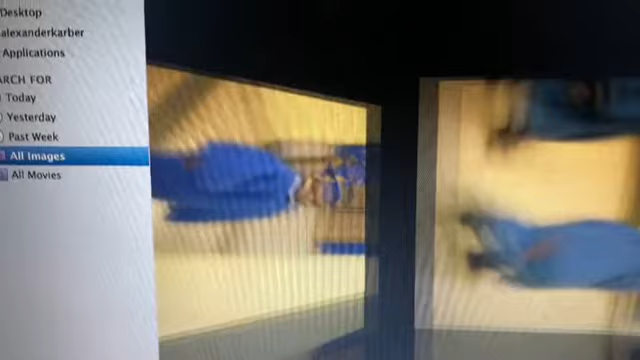 Desktop
alexanderkarber
Applications
ARCH FOR
Today
Yesterday
Past Week
All Images
All Movies